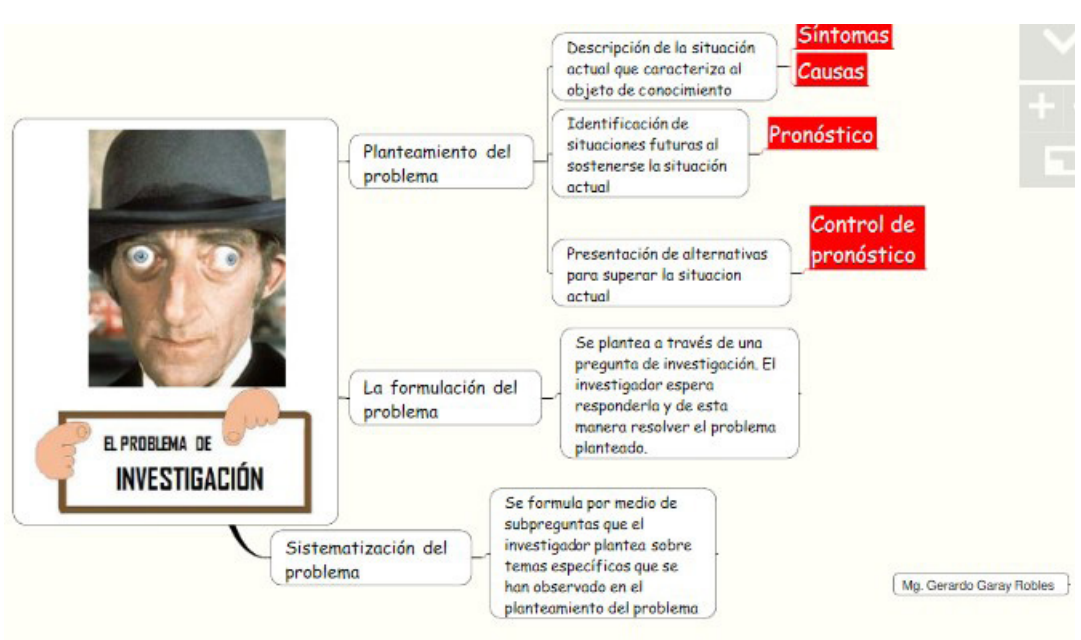 EL PROBLEMA DE
INVESTIGACIÓN
Planteamiento del
problema
Descripción de la situación
actual que caracteriza al
objeto de conocimiento
Síntomas
Causas
Identificación de
situaciones futuras al
sostenerse la situación
actual
Pronóstico
Presentación de alternativas
para superar la situacion
actual
Control de
pronóstico
La formulación del
problema
Se plantea a través de una
pregunta de investigación. El
investigador espera
responderla y de esta
manera resolver el problema
planteado.
Sistematización del
problema
Se formula por medio de
subpreguntas que el
investigador plantea sobre
temas específicos que se
han observado en el
planteamiento del problema
Mg. Gerardo Garay Robles